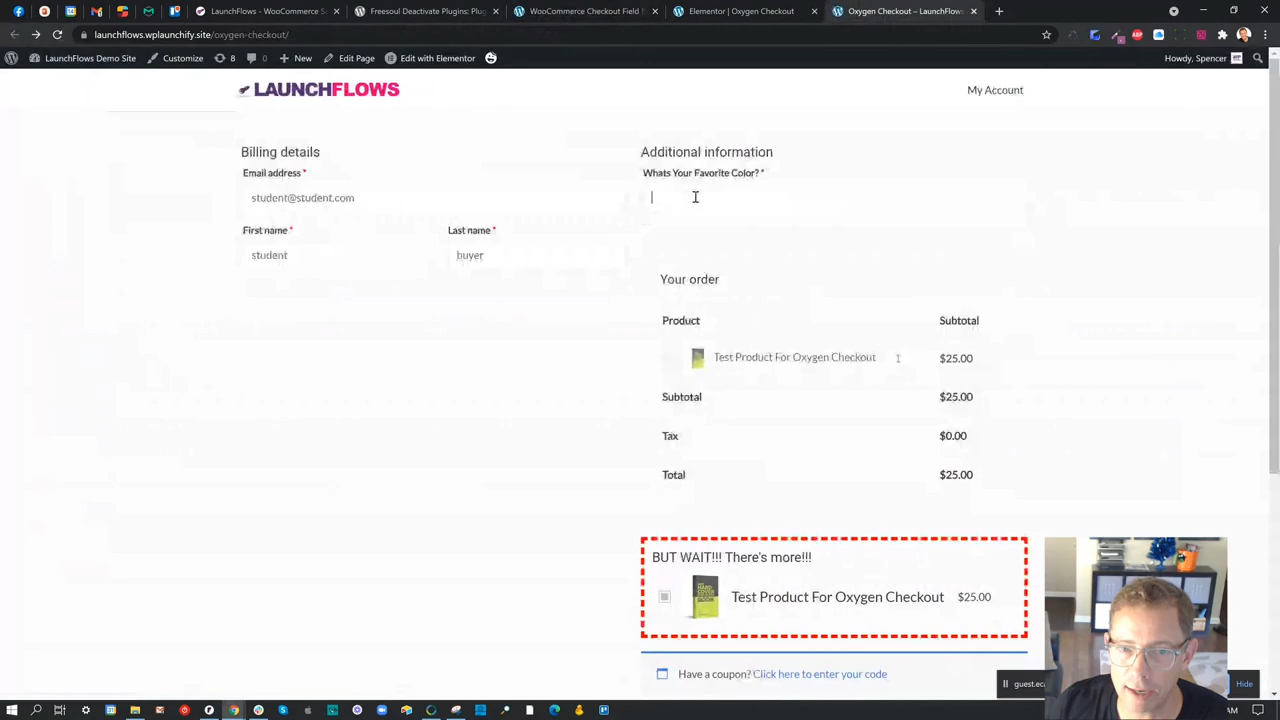 LaunchFlows - WooCommerce S
Freesoul Deactivate Plugins: Plug
WooCommerce Checkout Field
Elementor | Oxygen Checkout
Oxygen Checkout – LaunchFlows
launchflows.wplaunchify.site/oxygen-checkout/
LaunchFlows Demo Site
Customize
8
0
New
Edit Page
Edit with Elementor
Howdy, Spencer
LAUNCHFLOWS
My Account
Billing details
Email address *
student@student.com
First name *
Last name *
student
buyer
Additional information
Whats Your Favorite Color? *
Your order
Product Subtotal
Test Product For Oxygen Checkout 1 $25.00
Subtotal $25.00
Tax $0.00
Total $25.00
BUT WAIT!!! There's more!!!
Test Product For Oxygen Checkout $25.00
Have a coupon? Click here to enter your code
guest.ec
Hide